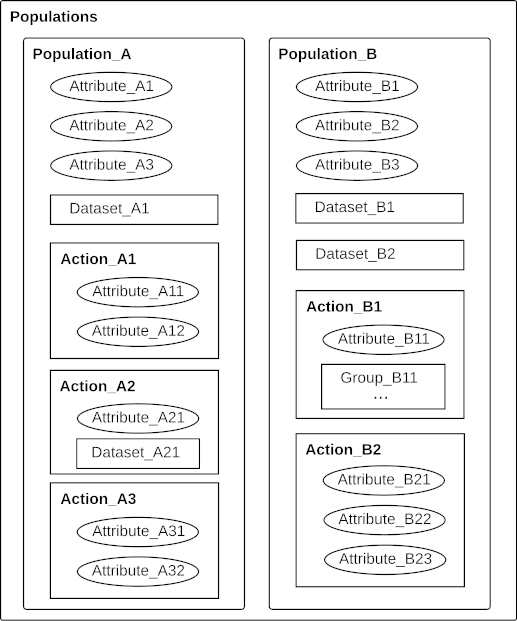 Populations
Population_A
Attribute_A1
Attribute_A2
Attribute_A3
Dataset_A1
Action_A1
Attribute_A11
Attribute_A12
Action_A2
Attribute_A21
Dataset_A21
Action_A3
Attribute_A31
Attribute_A32
Population_B
Attribute_B1
Attribute_B2
Attribute_B3
Dataset_B1
Dataset_B2
Action_B1
Attribute_B11
Group_B11
...
Action_B2
Attribute_B21
Attribute_B22
Attribute_B23